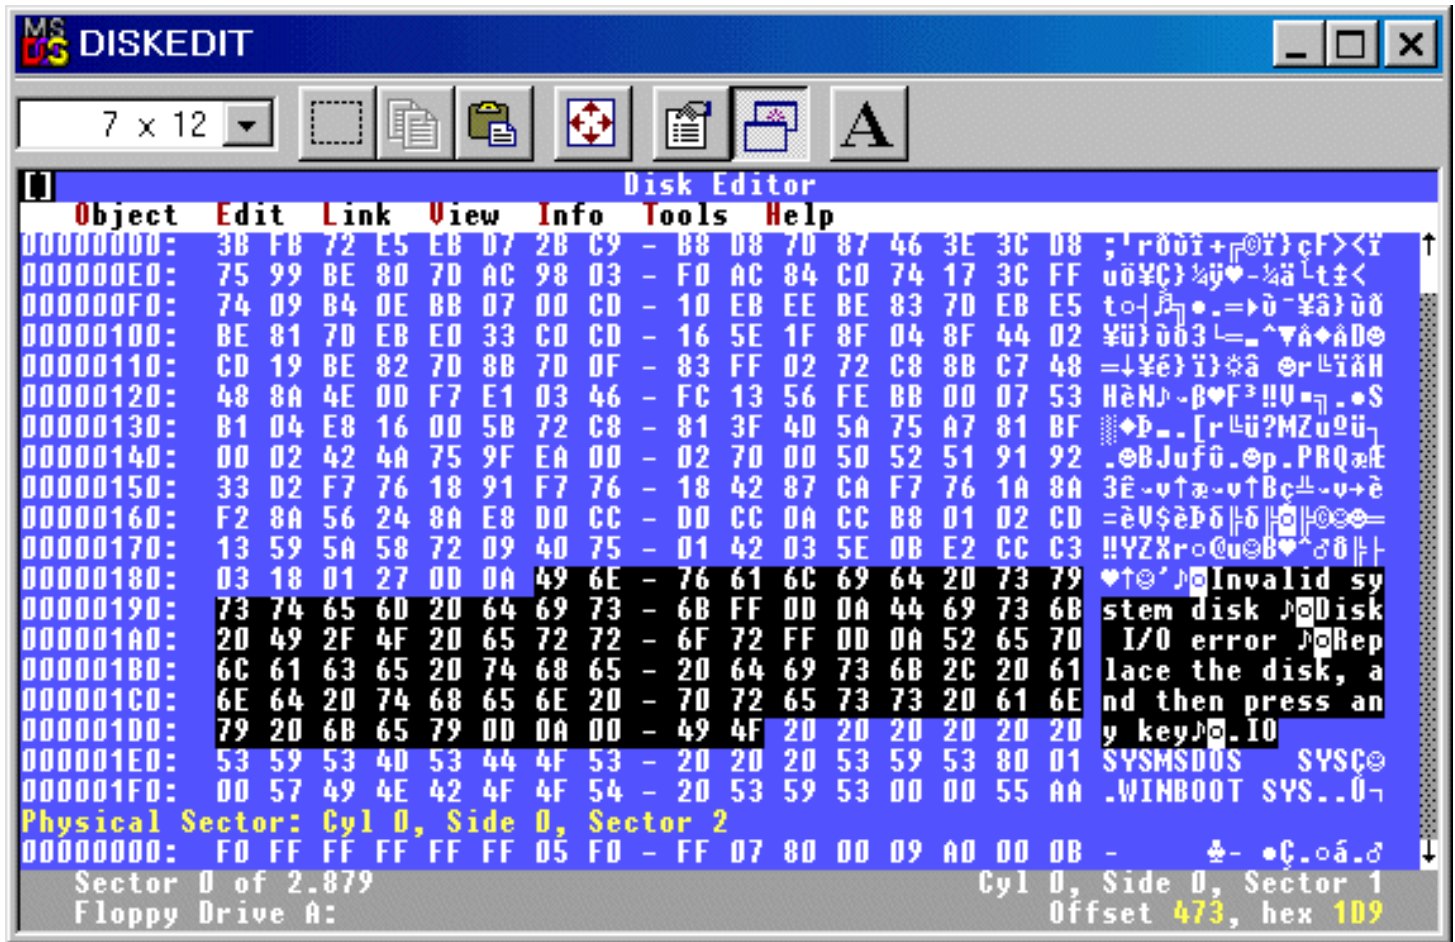 MS DOS DISKEDIT
7 x 12
A
Disk Editor
Object Edit Link View Info Tools Help
000000D0: 3B FB 72 E5 EB D7 2B C9 - B8 D8 7D 87 46 3E 3C D8
000000E0: 75 99 BE 80 7D AC 98 03 - F0 AC 84 C0 74 17 3C FF
000000F0: 74 09 B4 0E BB 07 00 CD - 10 EB EE BE 83 7D EB E5
00000100: BE 81 7D EB E0 33 C0 CD - 16 5E 1F 8F 04 8F 44 02
00000110: CD 19 BE 82 7D 8B 7D 0F - 83 FF 02 72 C8 8B C7 48
00000120: 48 8A 4E 0D F7 E1 03 46 - FC 13 56 FE BB 00 07 53
00000130: B1 04 E8 16 00 5B 72 C8 - 81 3F 4D 5A 75 A7 81 BF
00000140: 00 02 42 4A 75 9F EA 00 - 02 70 00 50 52 51 91 92
00000150: 33 D2 F7 76 18 91 F7 76 - 18 42 87 CA F7 76 1A 8A
00000160: F2 8A 56 24 8A E8 D0 CC - D0 CC 0A CC B8 01 02 CD
00000170: 13 59 5A 58 72 09 40 75 - 01 42 03 5E 0B E2 CC C3
00000180: 03 18 01 27 0D 0A 49 6E - 76 61 6C 69 64 20 73 79 ♥↑☺'♪◙Invalid sy
00000190: 73 74 65 6D 20 64 69 73 - 6B FF 0D 0A 44 69 73 6B stem disk ♪◙Disk
000001A0: 20 49 2F 4F 20 65 72 72 - 6F 72 FF 0D 0A 52 65 70 I/O error ♪◙Rep
000001B0: 6C 61 63 65 20 74 68 65 - 20 64 69 73 6B 2C 20 61 lace the disk, a
000001C0: 6E 64 20 74 68 65 6E 20 - 70 72 65 73 73 20 61 6E nd then press an
000001D0: 79 20 6B 65 79 0D 0A 00 - 49 4F 20 20 20 20 20 20 y key♪◙.IO
000001E0: 53 59 53 4D 53 44 4F 53 - 20 20 20 53 59 53 80 01 SYSMSDOS SYSÇ☺
000001F0: 00 57 49 4E 42 4F 4F 54 - 20 53 59 53 00 00 55 AA .WINBOOT SYS..U¬
Physical Sector: Cyl 0, Side 0, Sector 2
00000000: F0 FF FF FF FF FF 05 F0 - FF 07 80 00 09 A0 00 0B
Sector 0 of 2.879 Cyl 0, Side 0, Sector 1
Floppy Drive A: Offset 473, hex 1D9